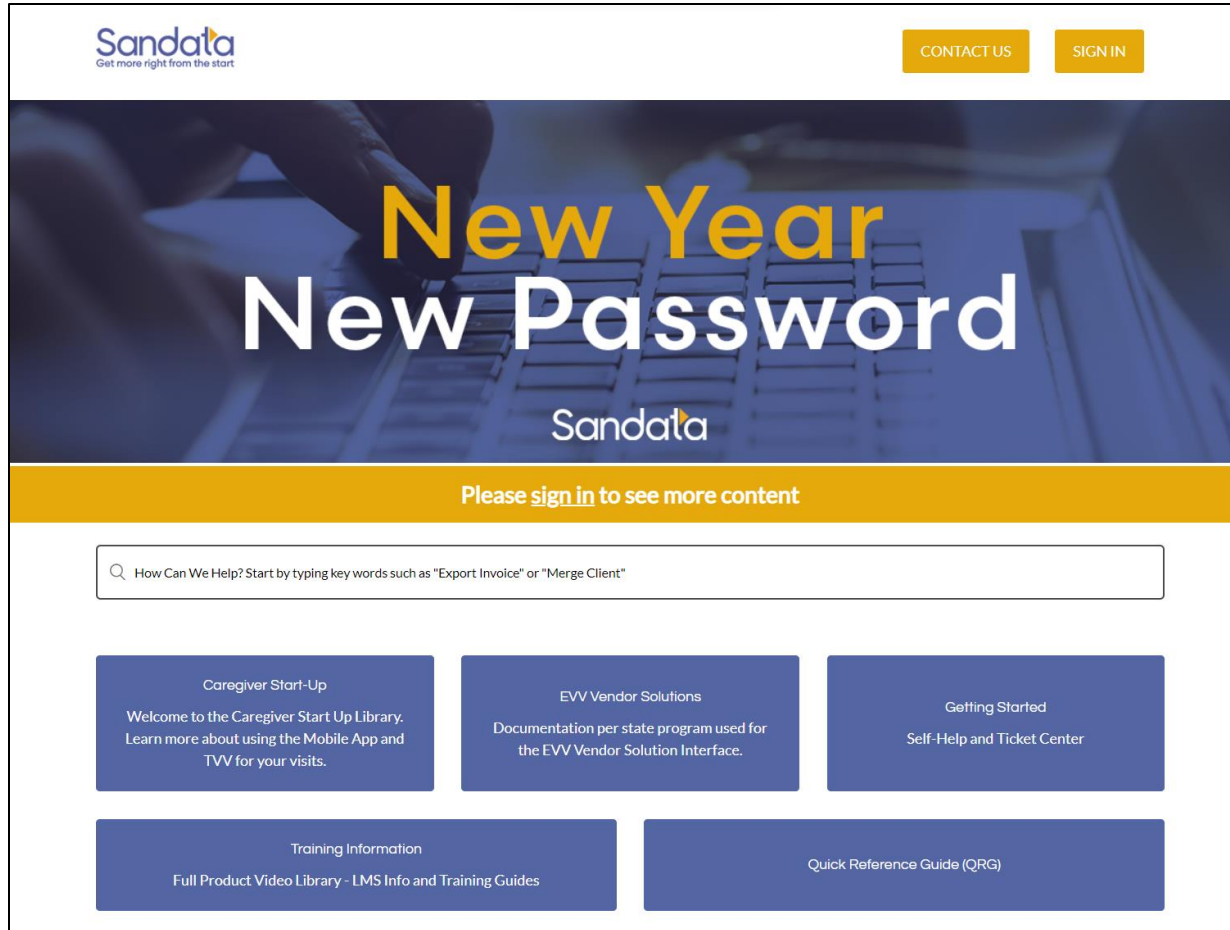 Sandata
Get more right from the start
CONTACT US
SIGN IN
New Year
New Password
Sandata
Please sign in to see more content
How Can We Help? Start by typing key words such as "Export Invoice" or "Merge Client"
Caregiver Start-Up
Welcome to the Caregiver Start Up Library.
Learn more about using the Mobile App and
TVV for your visits.
EVV Vendor Solutions
Documentation per state program used for
the EVV Vendor Solution Interface.
Getting Started
Self-Help and Ticket Center
Training Information
Full Product Video Library - LMS Info and Training Guides
Quick Reference Guide (QRG)